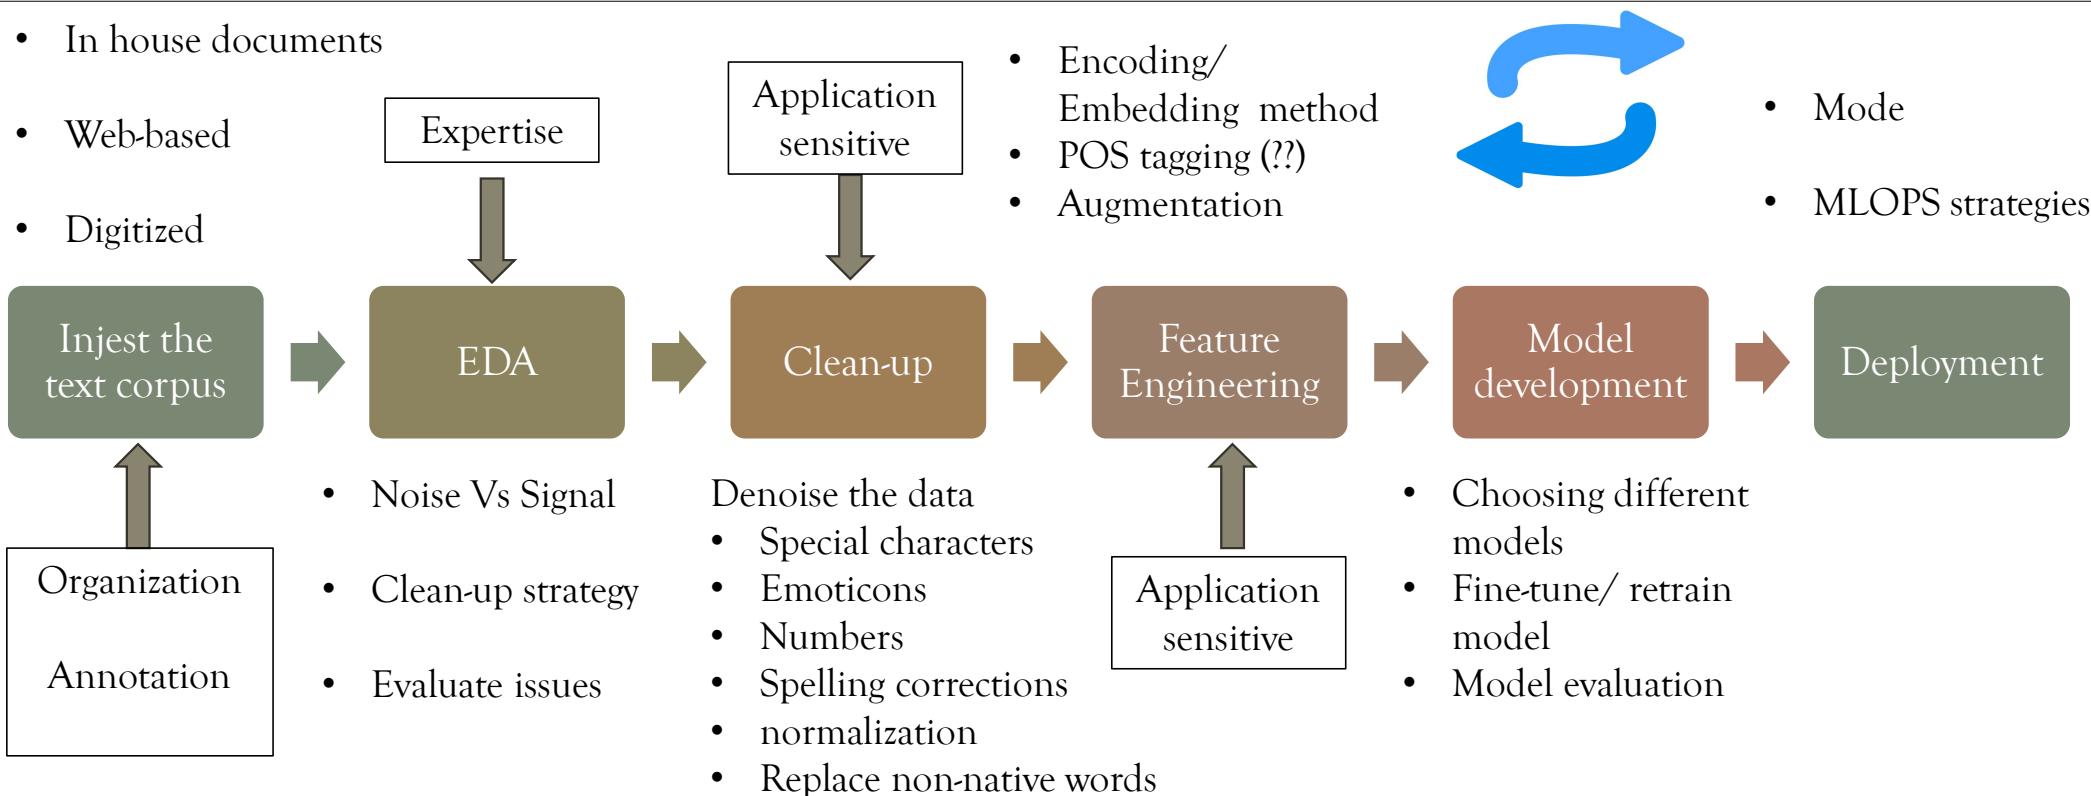 • In house documents
• Web-based
• Digitized
Expertise
Application
sensitive
• Encoding/
Embedding method
• POS tagging (??)
• Augmentation
• Mode
• MLOPS strategies
Injest the
text corpus
EDA
Clean-up
Feature
Engineering
Model
development
Deployment
Organization
Annotation
• Noise Vs Signal
• Clean-up strategy
• Evaluate issues
Denoise the data
• Special characters
• Emoticons
• Numbers
• Spelling corrections
• normalization
• Replace non-native words
Application
sensitive
• Choosing different
models
• Fine-tune/ retrain
model
• Model evaluation